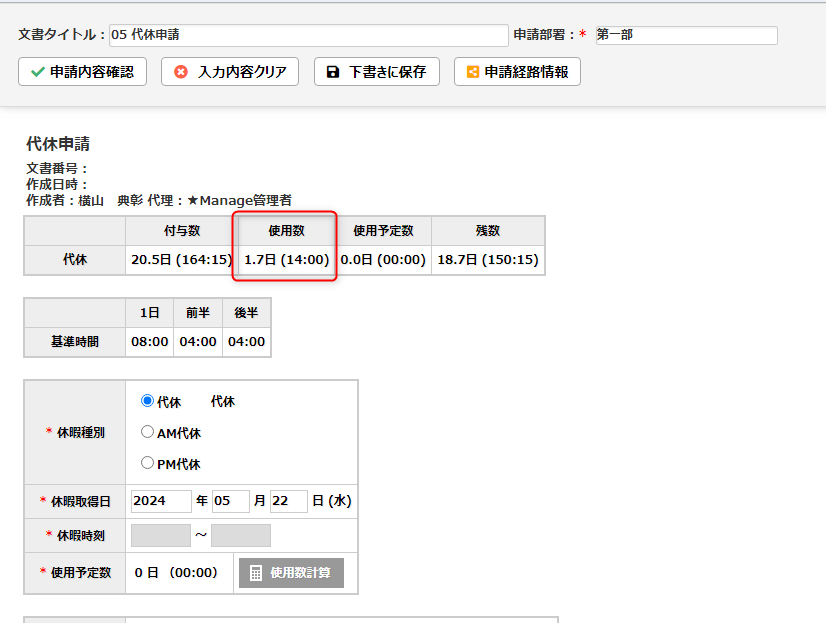 文書タイトル： 05 代休申請 申請部署：* 第一部
申請内容確認 入力内容クリア 下書きに保存 申請経路情報
代休申請
文書番号：
作成日時：
作成者：横山　典彰 代理：★Manage管理者
付与数 使用数 使用予定数 残数
代休 20.5日 (164:15) 1.7日 (14:00) 0.0日 (00:00) 18.7日 (150:15)
1日 前半 後半
基準時間 08:00 04:00 04:00
* 休暇種別
代休 代休
AM代休
PM代休
* 休暇取得日 2024 年 05 月 22 日 (水)
* 休暇時刻 ～
* 使用予定数 0 日 (00:00) 使用数計算